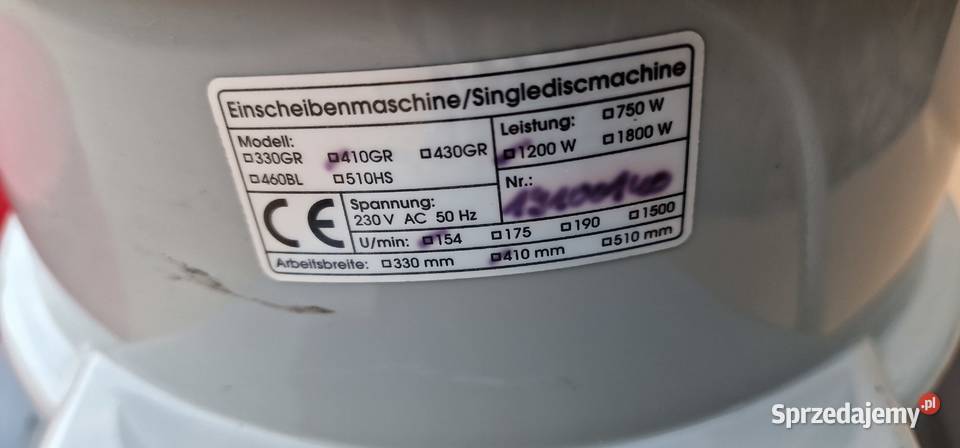 Einscheibenmaschine/Singlediscmachine
Modell:
□330GR □410GR □430GR
□460BL □510HS
Leistung: □750 W
□1200 W □1800 W
Nr.:
CE
Spannung:
230 V AC 50 Hz
U/min: □154 □175 □190 □1500
Arbeitsbreite: □330 mm □410 mm □510 mm
Sprzedajemy.pl